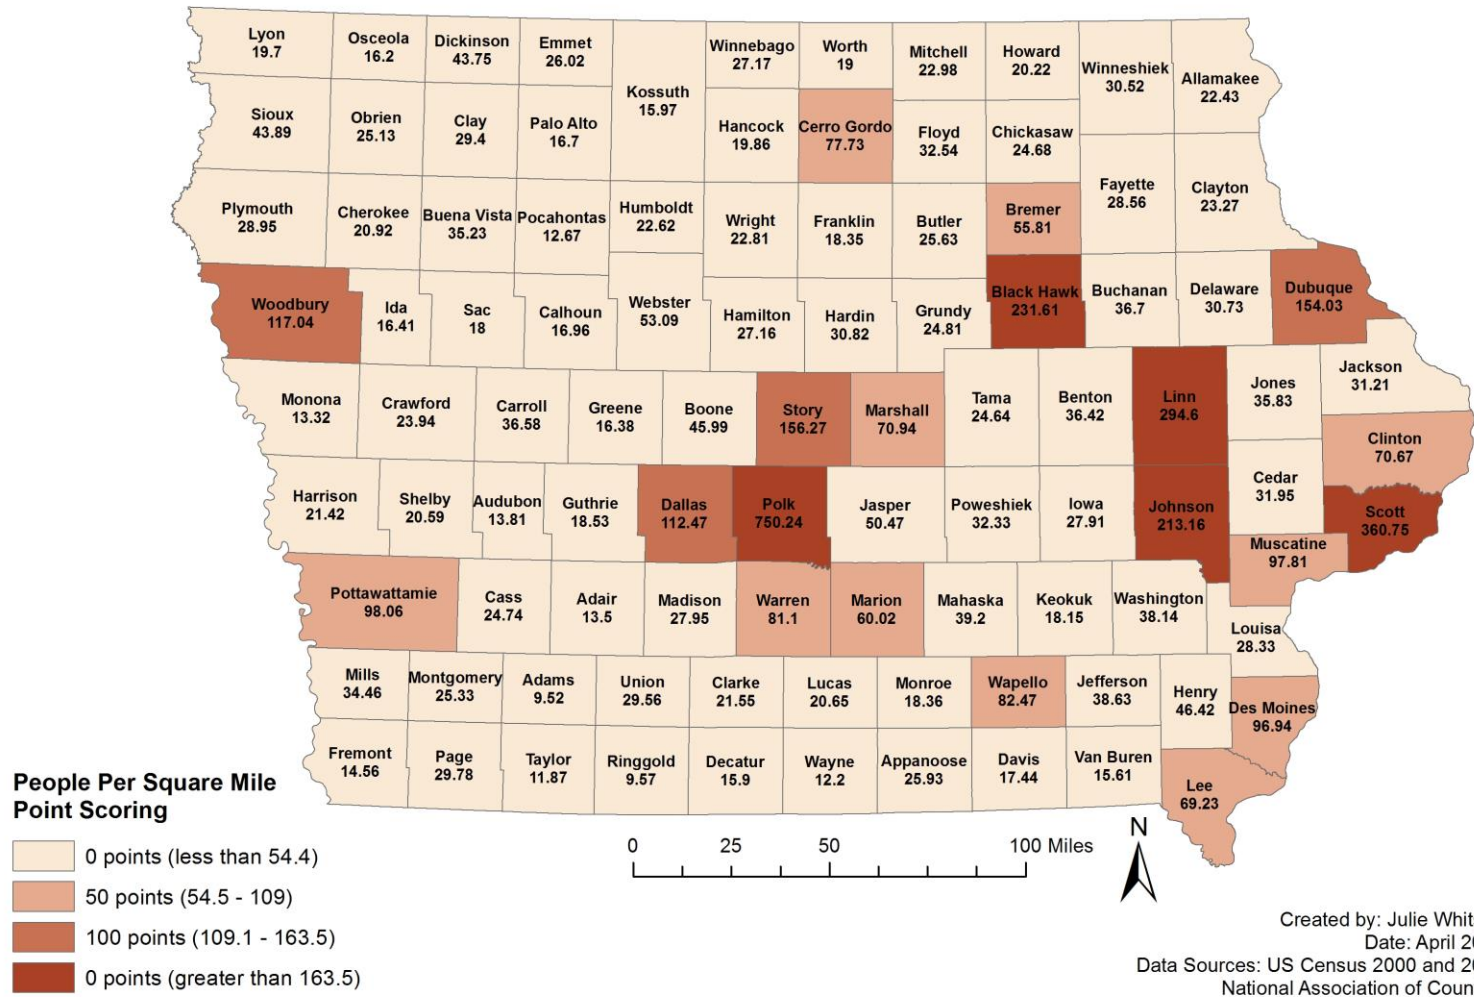 Lyon
19.7
Osceola
16.2
Dickinson
43.75
Emmet
26.02
Kossuth
15.97
Winnebago
27.17
Worth
19
Mitchell
22.98
Howard
20.22
Winneshiek
30.52
Allamakee
22.43
Sioux
43.89
Obrien
25.13
Clay
29.4
Palo Alto
16.7
Hancock
19.86
Cerro Gordo
77.73
Floyd
32.54
Chickasaw
24.68
Plymouth
28.95
Cherokee
20.92
Buena Vista
35.23
Pocahontas
12.67
Humboldt
22.62
Wright
22.81
Franklin
18.35
Butler
25.63
Bremer
55.81
Fayette
28.56
Clayton
23.27
Woodbury
117.04
Ida
16.41
Sac
18
Calhoun
16.96
Webster
53.09
Hamilton
27.16
Hardin
30.82
Grundy
24.81
Black Hawk
231.61
Buchanan
36.7
Delaware
30.73
Dubuque
154.03
Monona
13.32
Crawford
23.94
Carroll
36.58
Greene
16.38
Boone
45.99
Story
156.27
Marshall
70.94
Tama
24.64
Benton
36.42
Linn
294.6
Jones
35.83
Jackson
31.21
Clinton
70.67
Harrison
21.42
Shelby
20.59
Audubon
13.81
Guthrie
18.53
Dallas
112.47
Polk
750.24
Jasper
50.47
Poweshiek
32.33
Iowa
27.91
Johnson
213.16
Cedar
31.95
Scott
360.75
Muscatine
97.81
Pottawattamie
98.06
Cass
24.74
Adair
13.5
Madison
27.95
Warren
81.1
Marion
60.02
Mahaska
39.2
Keokuk
18.15
Washington
38.14
Louisa
28.33
Mills
34.46
Montgomery
25.33
Adams
9.52
Union
29.56
Clarke
21.55
Lucas
20.65
Monroe
18.36
Wapello
82.47
Jefferson
38.63
Henry
46.42
Des Moines
96.94
Fremont
14.56
Page
29.78
Taylor
11.87
Ringgold
9.57
Decatur
15.9
Wayne
12.2
Appanoose
25.93
Davis
17.44
Van Buren
15.61
Lee
69.23
People Per Square Mile
Point Scoring
0 points (less than 54.4)
50 points (54.5 - 109)
100 points (109.1 - 163.5)
0 points (greater than 163.5)
0 25 50 100 Miles
N
Created by: Julie Whit
Date: April 20
Data Sources: US Census 2000 and 20
National Association of Coun